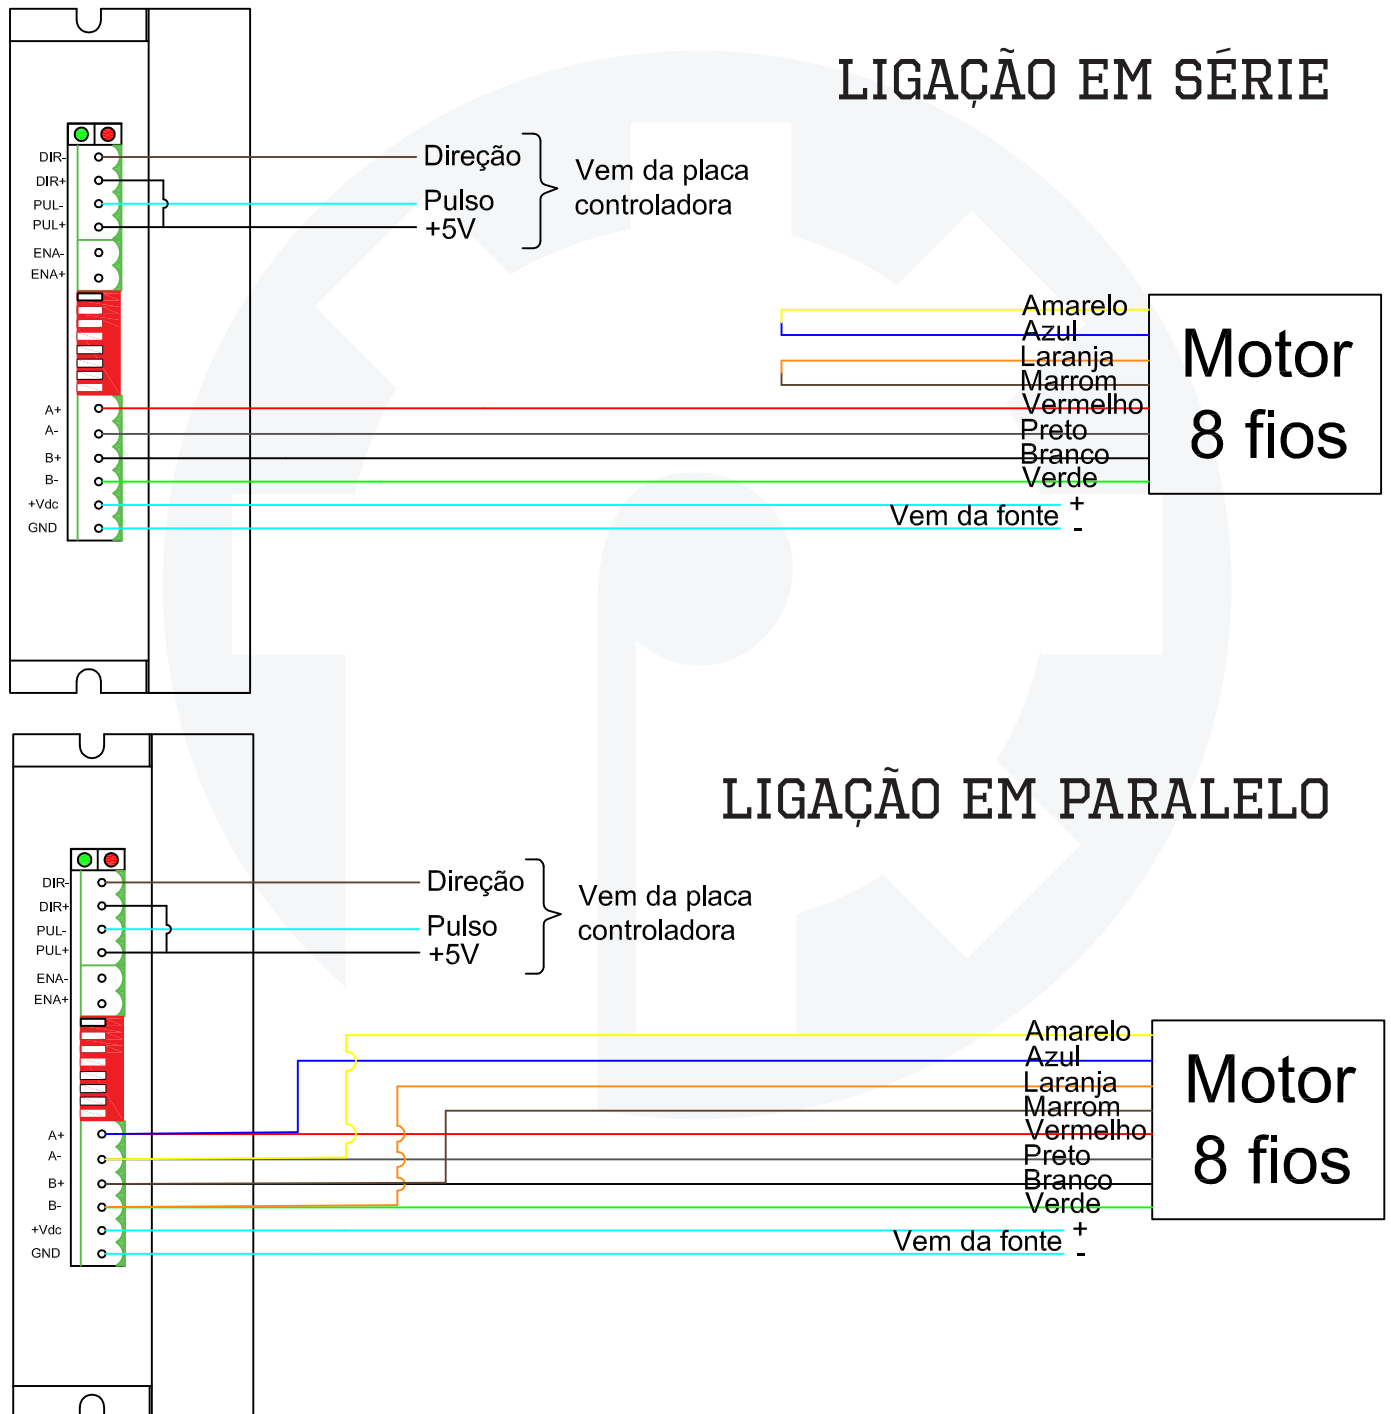 LIGAÇÃO EM SÉRIE
DIR-
DIR+
PUL-
PUL+
ENA-
ENA+
Direção
Pulso
+5V
Vem da placa
controladora
Amarelo
Azul
Laranja
Marrom
Vermelho
Preto
Branco
Verde
Motor
8 fios
A+
A-
B+
B-
+Vdc
GND
Vem da fonte
+
-
LIGAÇÃO EM PARALELO
DIR-
DIR+
PUL-
PUL+
ENA-
ENA+
Direção
Pulso
+5V
Vem da placa
controladora
Amarelo
Azul
Laranja
Marrom
Vermelho
Preto
Branco
Verde
Motor
8 fios
A+
A-
B+
B-
+Vdc
GND
Vem da fonte
+
-